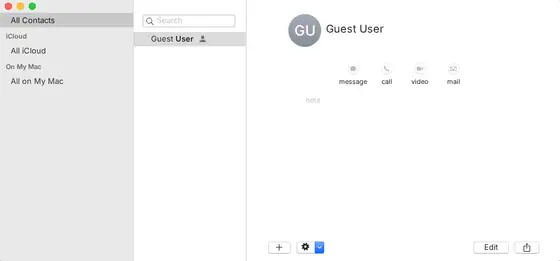 All Contacts
iCloud
All iCloud
On My Mac
All on My Mac
Search
Guest User
GU
Guest User
message
call
video
mail
note
Edit